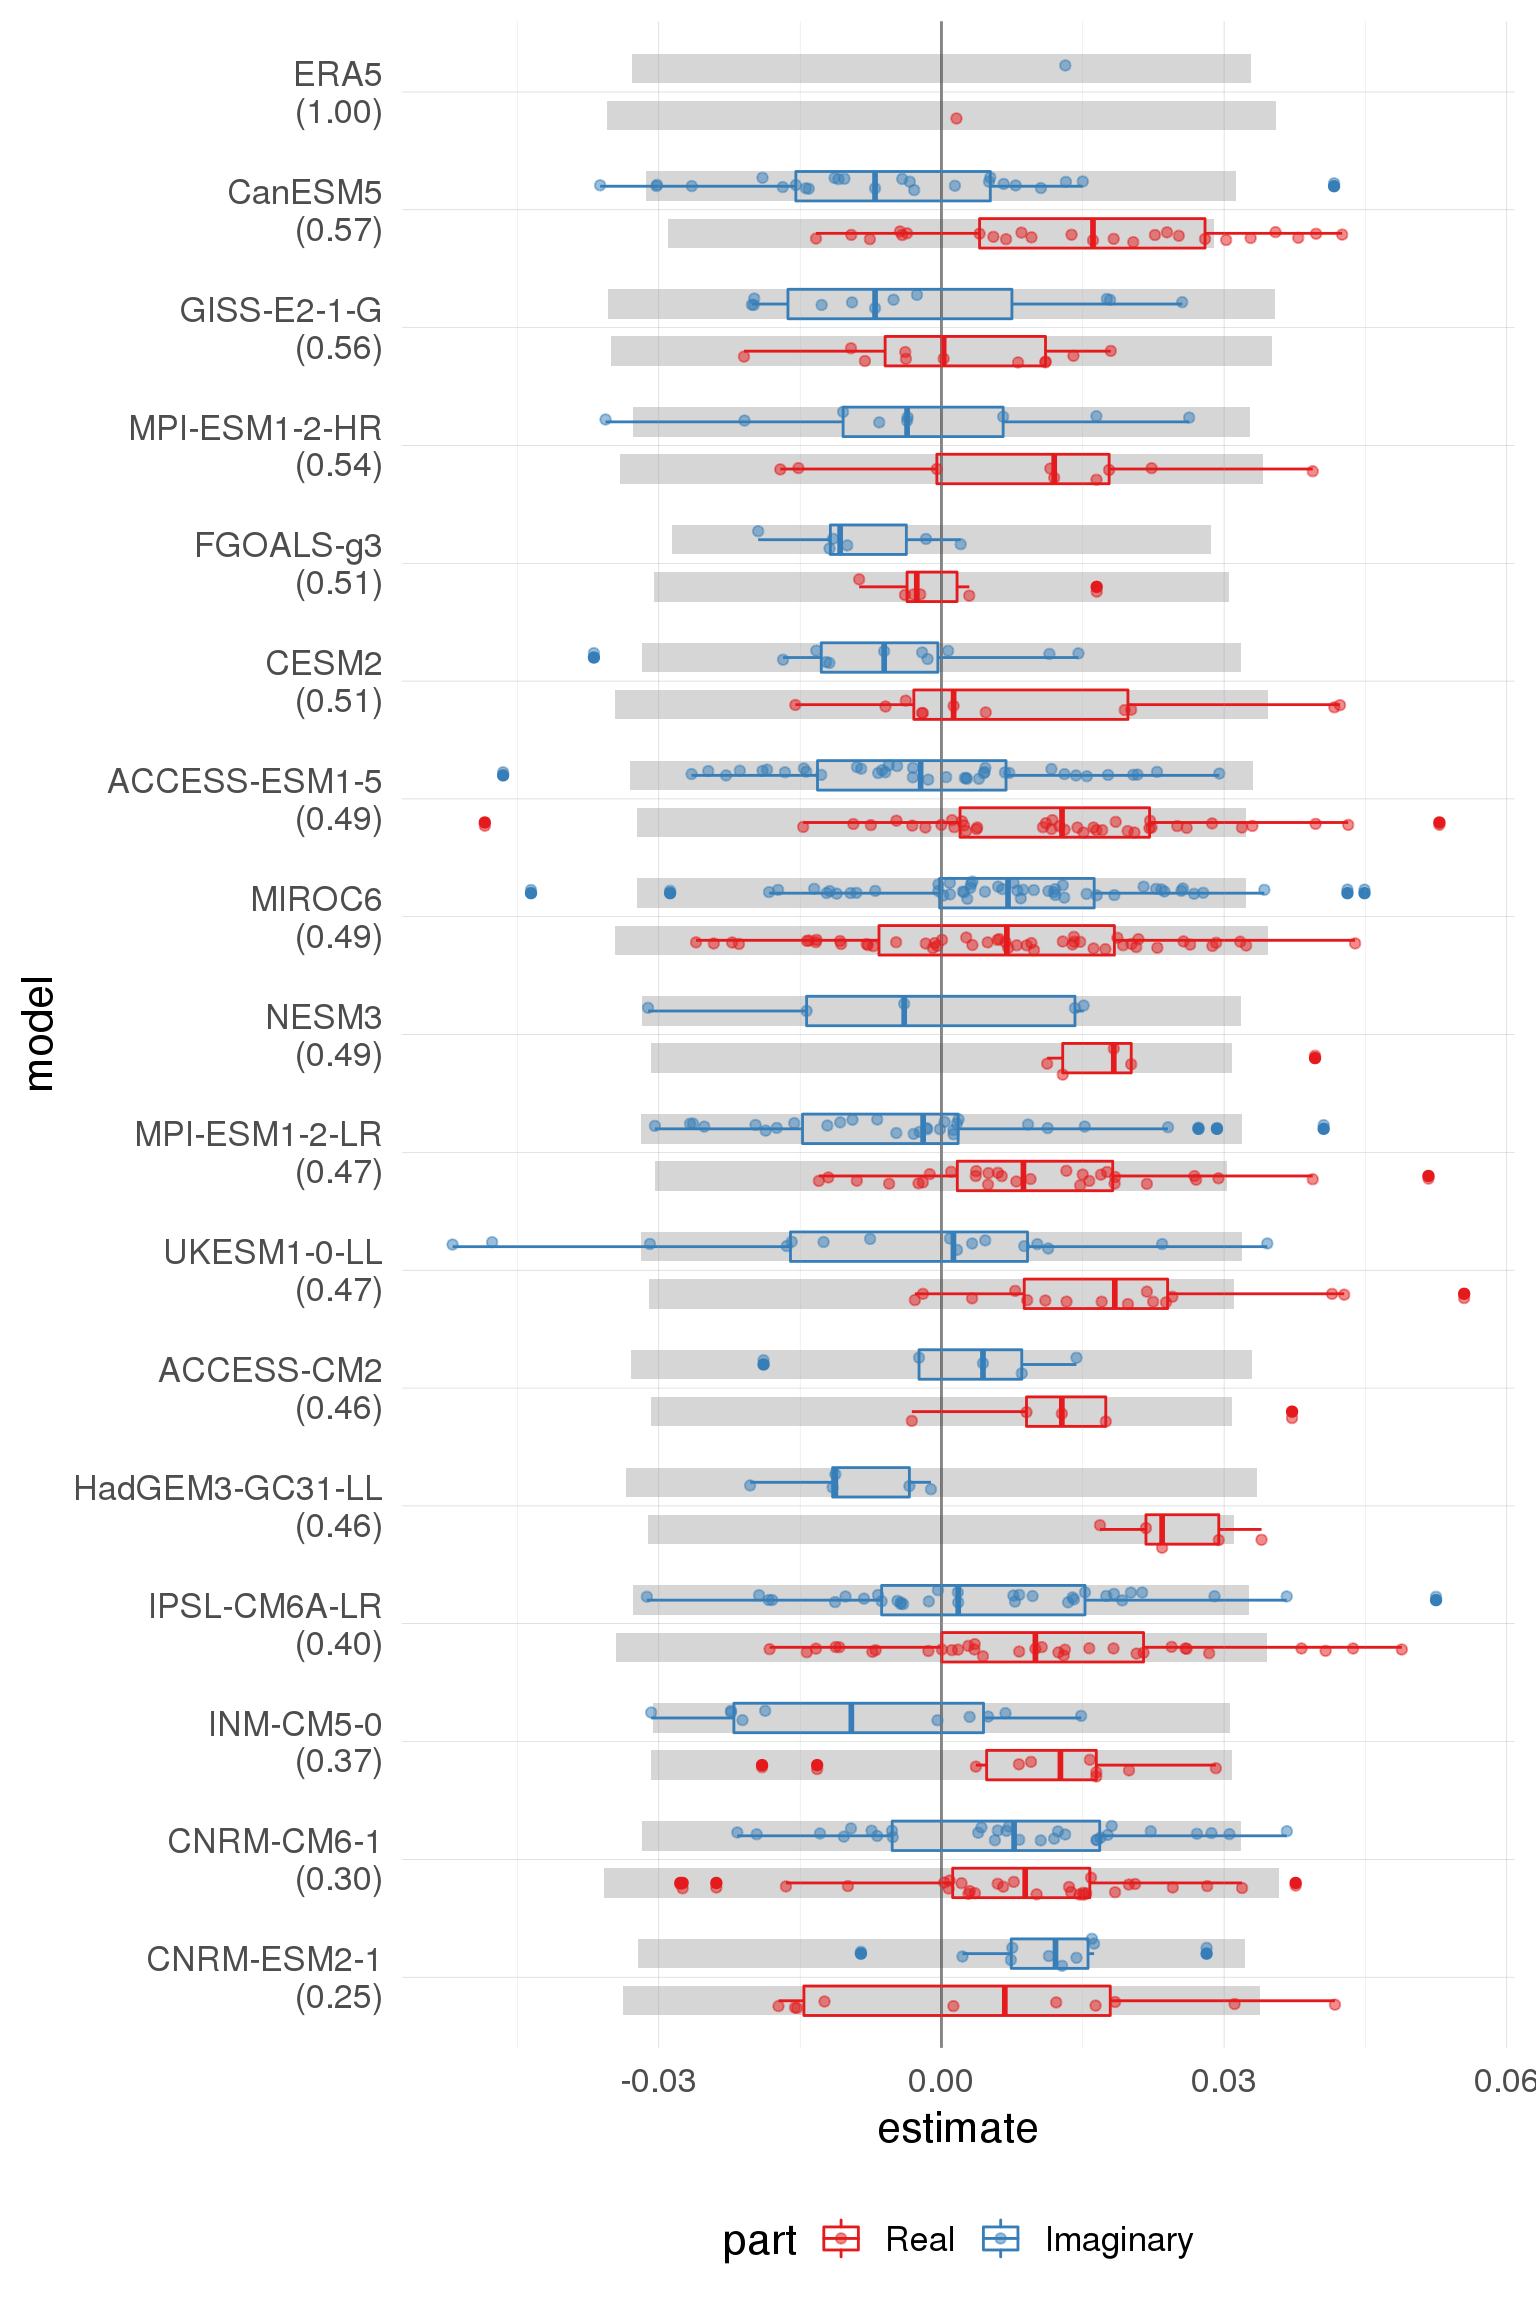 ERA5
(1.00)
CanESM5
(0.57)
GISS-E2-1-G
(0.56)
MPI-ESM1-2-HR
(0.54)
FGOALS-g3
(0.51)
CESM2
(0.51)
ACCESS-ESM1-5
(0.49)
MIROC6
(0.49)
NESM3
(0.49)
MPI-ESM1-2-LR
(0.47)
UKESM1-0-LL
(0.47)
ACCESS-CM2
(0.46)
HadGEM3-GC31-LL
(0.46)
IPSL-CM6A-LR
(0.40)
INM-CM5-0
(0.37)
CNRM-CM6-1
(0.30)
CNRM-ESM2-1
(0.25)
model
-0.03 0.00 0.03 0.06
estimate
part Real Imaginary